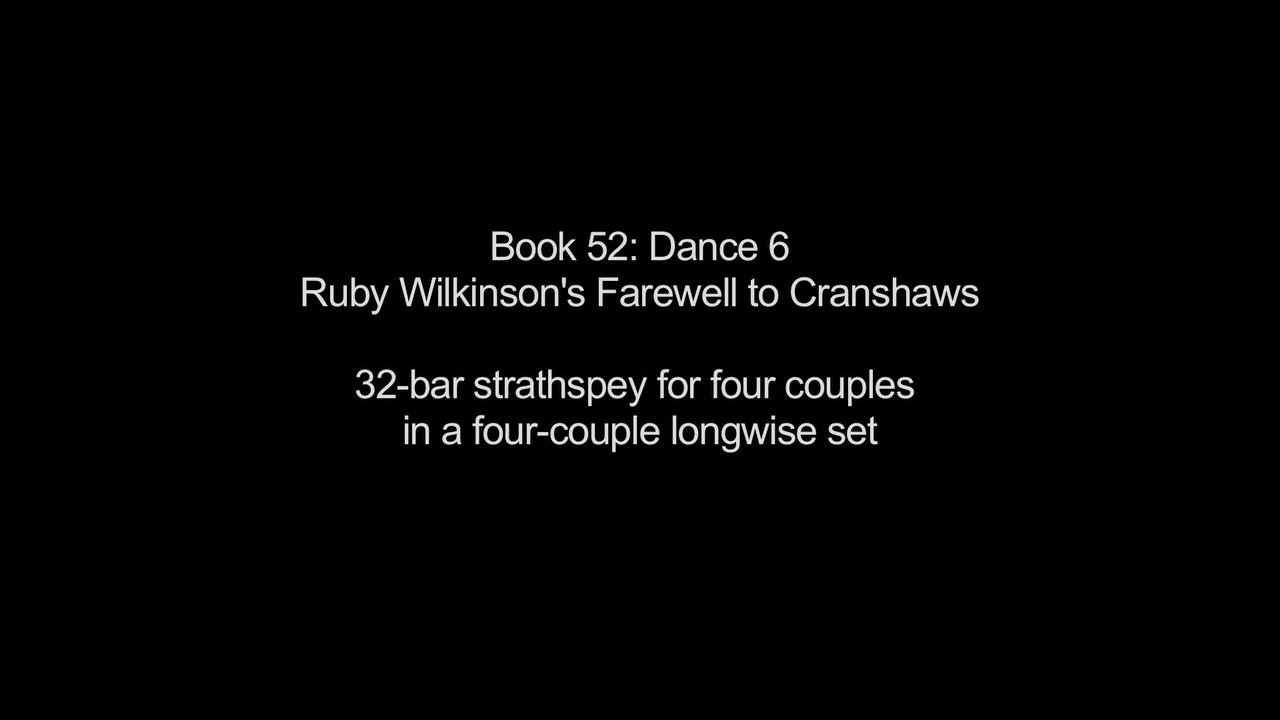 Book 52: Dance 6
Ruby Wilkinson's Farewell to Cranshaws
32-bar strathspey for four couples
in a four-couple longwise set